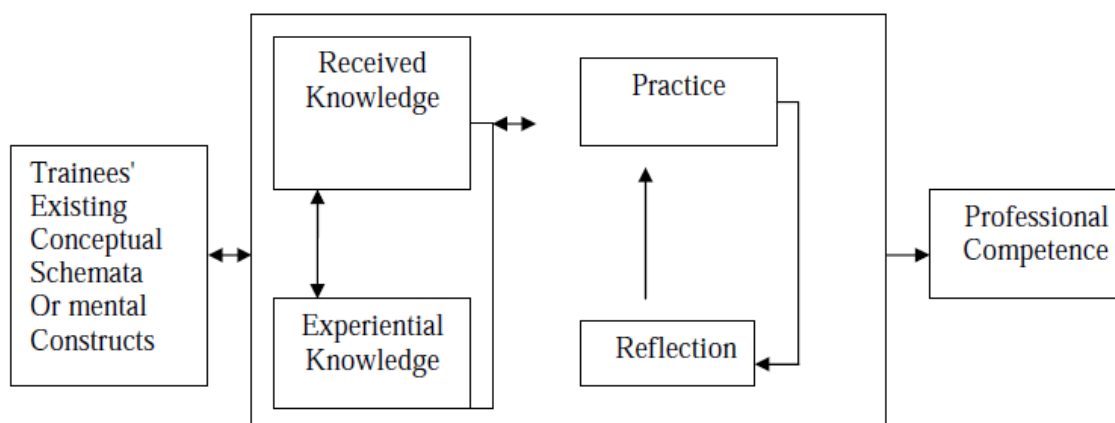 Trainees'
Existing
Conceptual
Schemata
Or mental
Constructs
Received
Knowledge
Experiential
Knowledge
Practice
Reflection
Professional
Competence